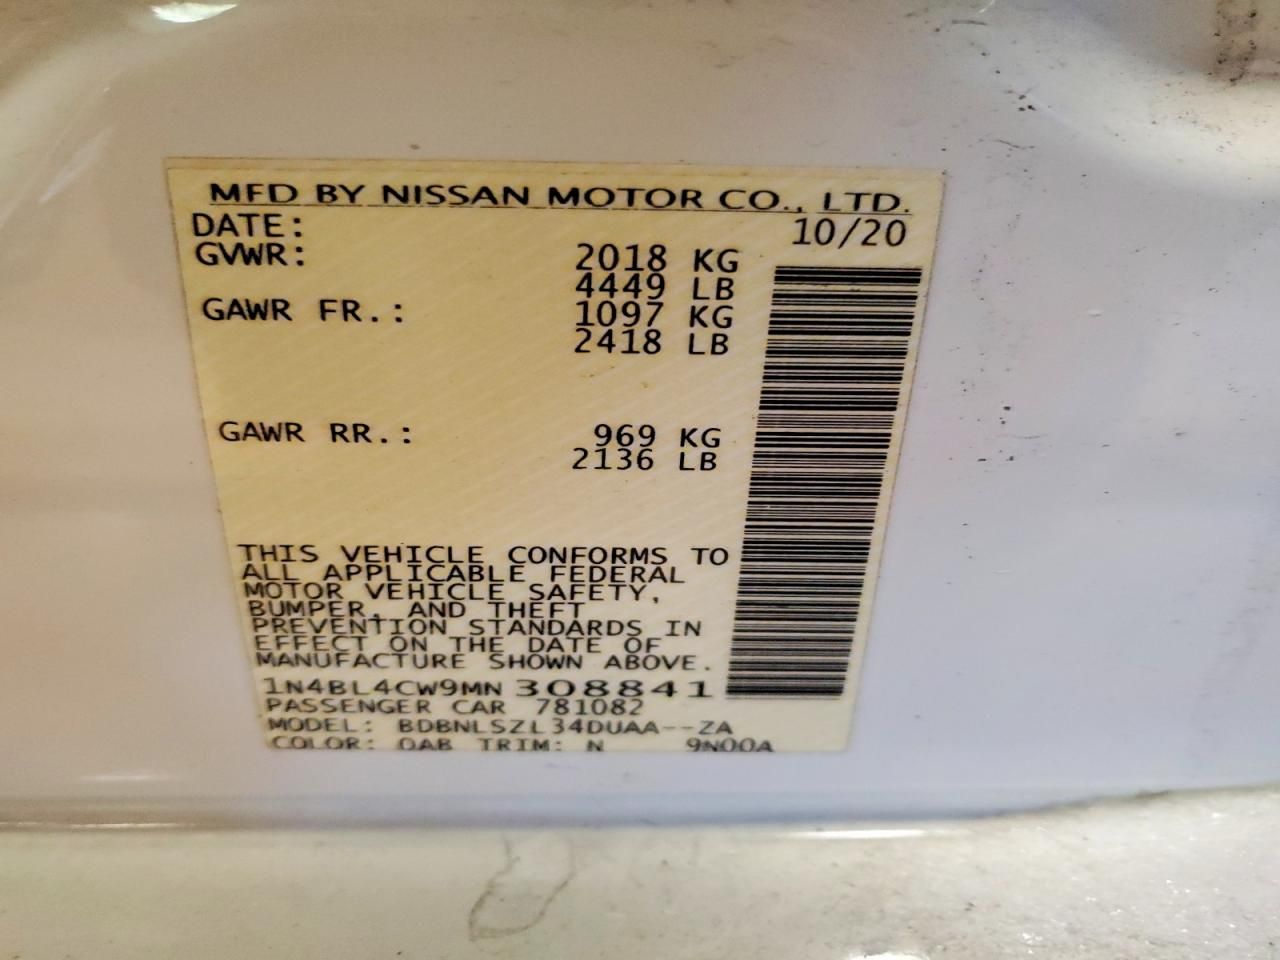 MFD BY NISSAN MOTOR CO., LTD.
DATE: 10/20
GVWR: 2018 KG
4449 LB
GAWR FR.: 1097 KG
2418 LB
GAWR RR.: 969 KG
2136 LB
THIS VEHICLE CONFORMS TO
ALL APPLICABLE FEDERAL
MOTOR VEHICLE SAFETY,
BUMPER, AND THEFT
PREVENTION STANDARDS IN
EFFECT ON THE DATE OF
MANUFACTURE SHOWN ABOVE.
1N4BL4CW9MN308841
PASSENGER CAR 781082
MODEL: BDBNLSZL34DUAA--ZA
COLOR: QAB TRIM: N 9N00A